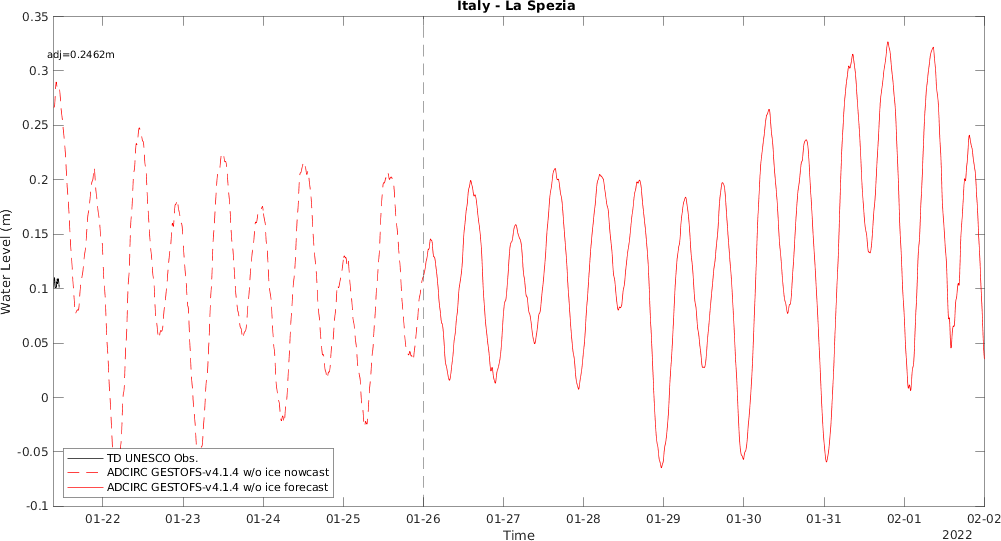 Italy - La Spezia
0.35
adj=0.2462m
0.3
0.25
0.2
0.15
0.1
0.05
0
-0.05
-0.1
Water Level (m)
TD UNESCO Obs.
ADCIRC GESTOFS-v4.1.4 w/o ice nowcast
ADCIRC GESTOFS-v4.1.4 w/o ice forecast
01-22 01-23 01-24 01-25 01-26 01-27 01-28 01-29 01-30 01-31 02-01 02-02
Time
2022